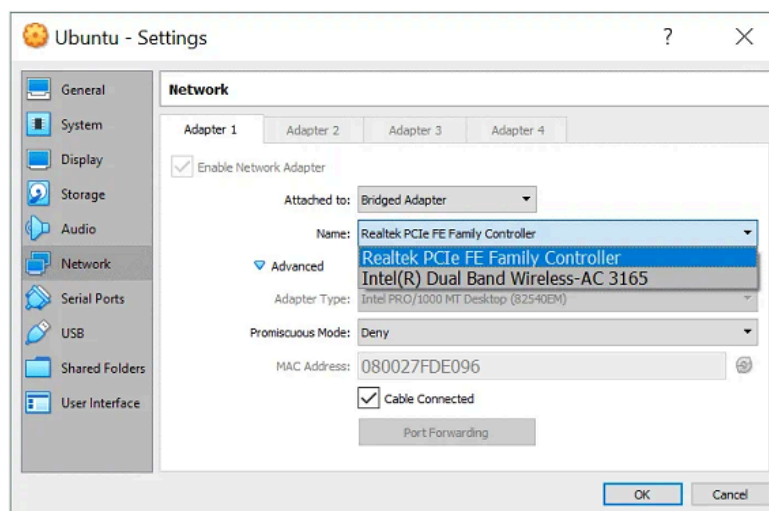 Ubuntu - Settings ? X
General
System
Display
Storage
Audio
Network
Serial Ports
USB
Shared Folders
User Interface
Network
Adapter 1 Adapter 2 Adapter 3 Adapter 4
Enable Network Adapter
Attached to: Bridged Adapter
Name: Realtek PCIe FE Family Controller
Realtek PCIe FE Family Controller
Advanced
Intel(R) Dual Band Wireless-AC 3165
Adapter Type: Intel PRO/1000 MT Desktop (82540EM)
Promiscuous Mode: Deny
MAC Address: 080027FDE096
Cable Connected
Port Forwarding
OK Cancel